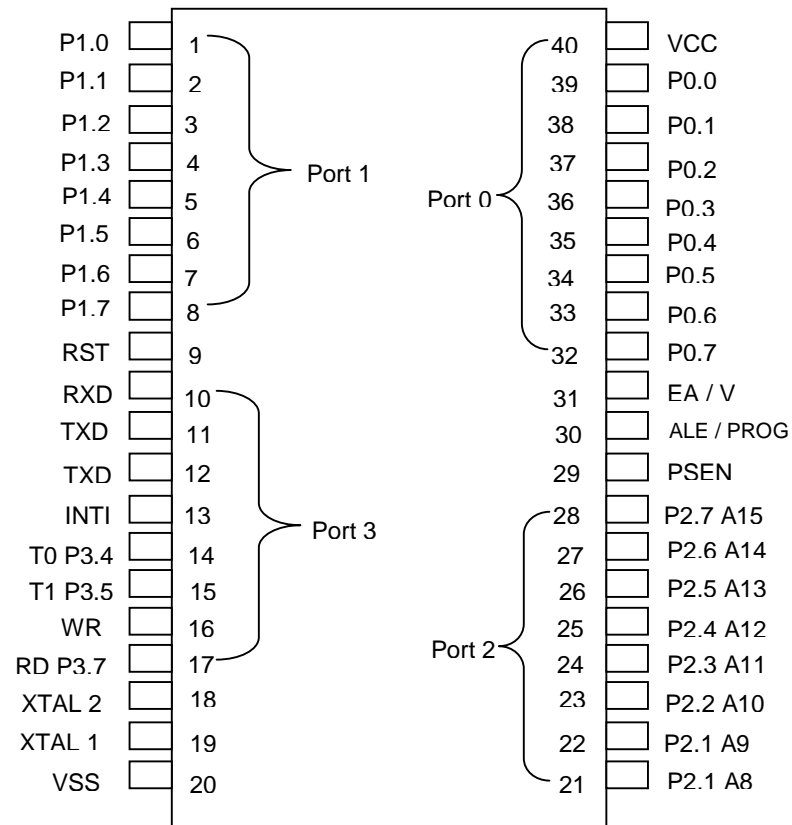 P1.0 1 40 VCC
P1.1 2 39 P0.0
P1.2 3 38 P0.1
P1.3 4 37 P0.2
Port 1
P1.4 5 Port 0 36 P0.3
P1.5 6 35 P0.4
P1.6 7 34 P0.5
P1.7 8 33 P0.6
RST 9 32 P0.7
RXD 10 31 EA / V
TXD 11 30 ALE / PROG
TXD 12 29 PSEN
INTI 13 28 P2.7 A15
Port 3
T0 P3.4 14 27 P2.6 A14
T1 P3.5 15 26 P2.5 A13
WR 16 25 P2.4 A12
Port 2
RD P3.7 17 24 P2.3 A11
XTAL 2 18 23 P2.2 A10
XTAL 1 19 22 P2.1 A9
VSS 20 21 P2.1 A8